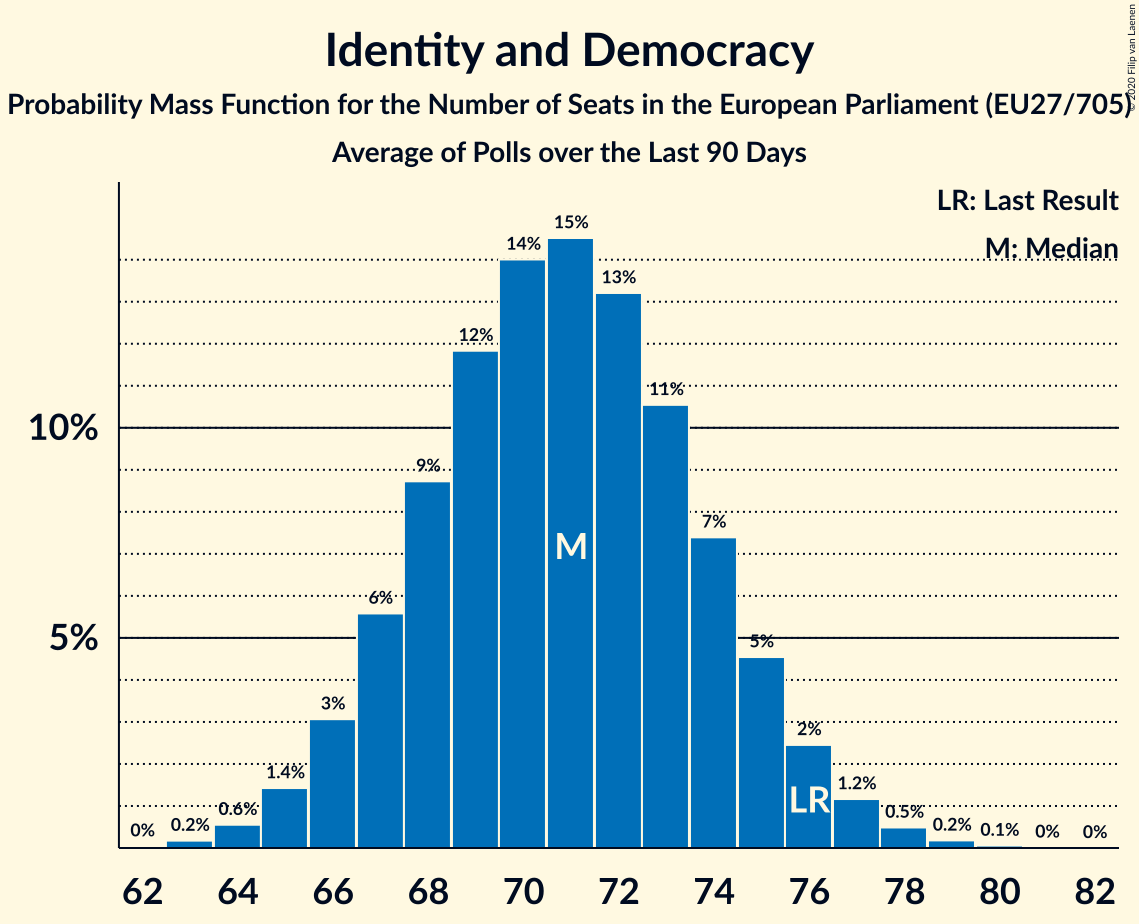 Identity and Democracy
Probability Mass Function for the Number of Seats in the European Parliament (EU27/705)
Average of Polls over the Last 90 Days
© 2020 Filip van Laenen
LR: Last Result
M: Median
15%
14%
13%
12%
11%
10%
9%
7%
6%
5%
5%
3%
2%
1.4%
1.2%
0.6%
0.5%
0%
0.2%
0.2%
0.1%
0%
0%
M
LR
62 64 66 68 70 72 74 76 78 80 82